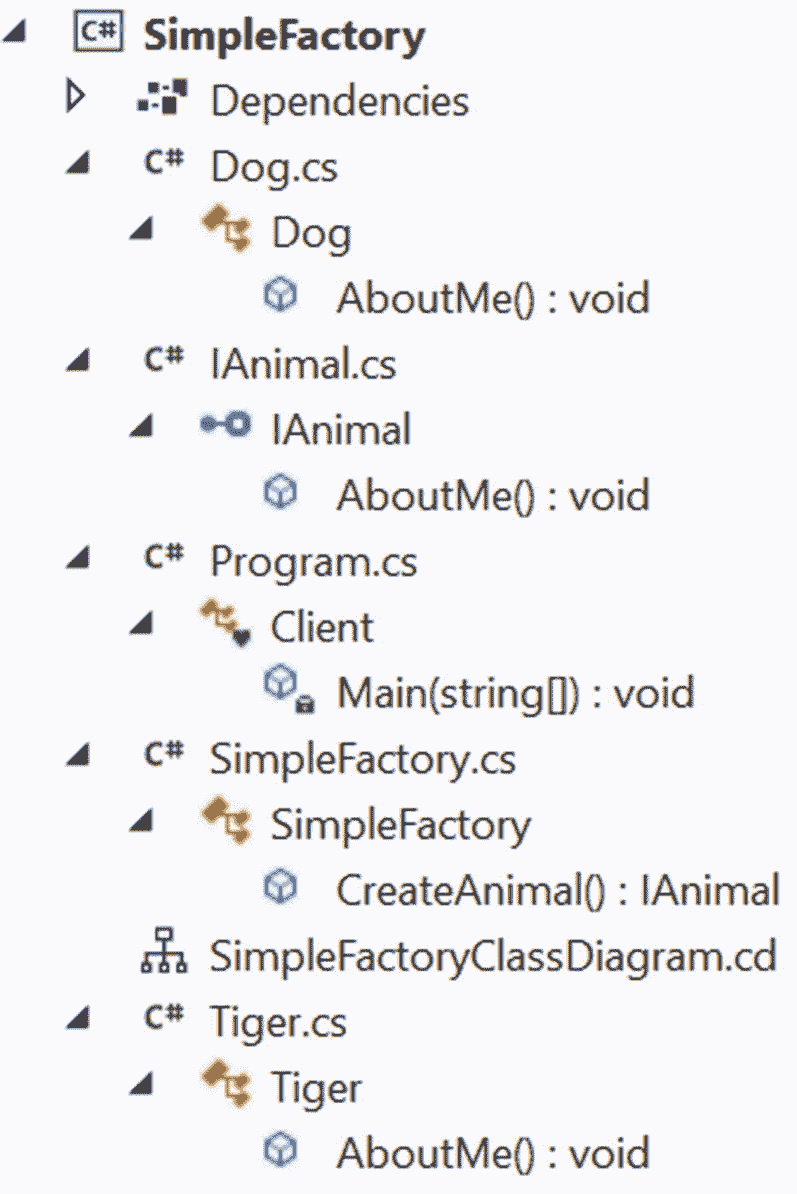 C# SimpleFactory
Dependencies
C# Dog.cs
Dog
AboutMe() : void
C# IAnimal.cs
IAnimal
AboutMe() : void
C# Program.cs
Client
Main(string[]) : void
C# SimpleFactory.cs
SimpleFactory
CreateAnimal() : IAnimal
SimpleFactoryClassDiagram.cd
C# Tiger.cs
Tiger
AboutMe() : void